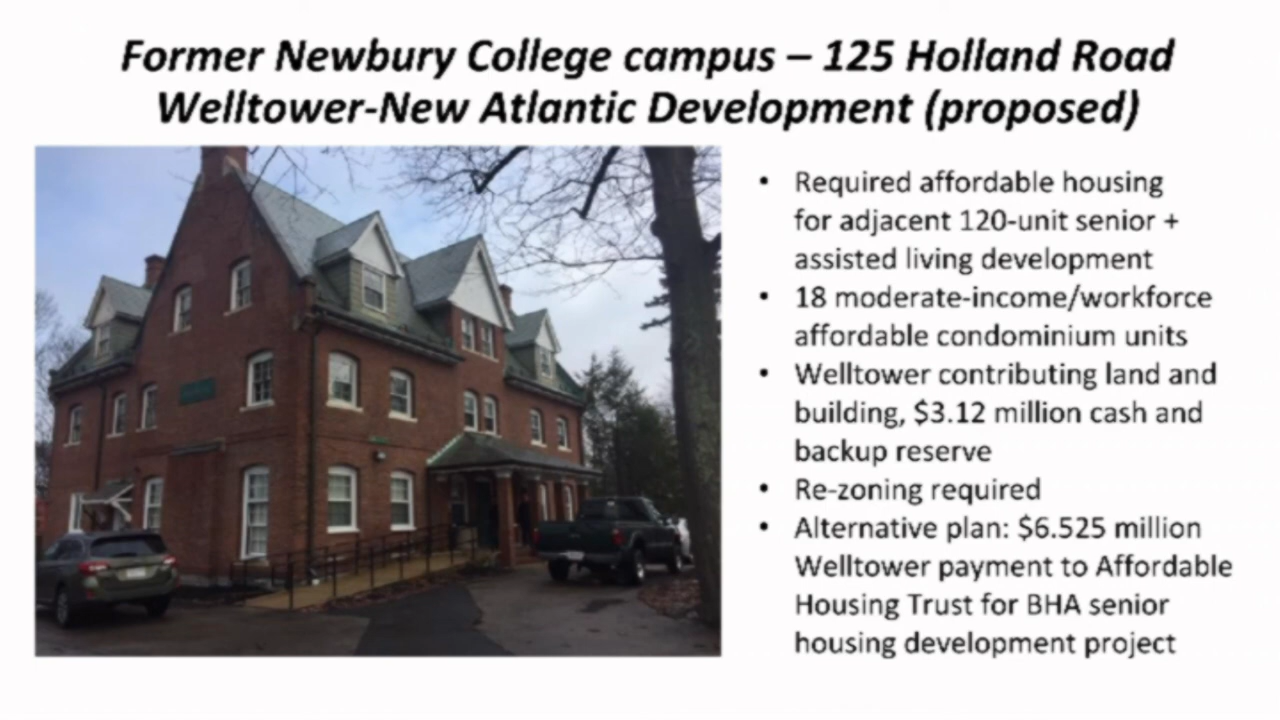 Former Newbury College campus – 125 Holland Road
Welltower-New Atlantic Development (proposed)
• Required affordable housing
for adjacent 120-unit senior +
assisted living development
• 18 moderate-income/workforce
affordable condominium units
• Welltower contributing land and
building, $3.12 million cash and
backup reserve
• Re-zoning required
• Alternative plan: $6.525 million
Welltower payment to Affordable
Housing Trust for BHA senior
housing development project